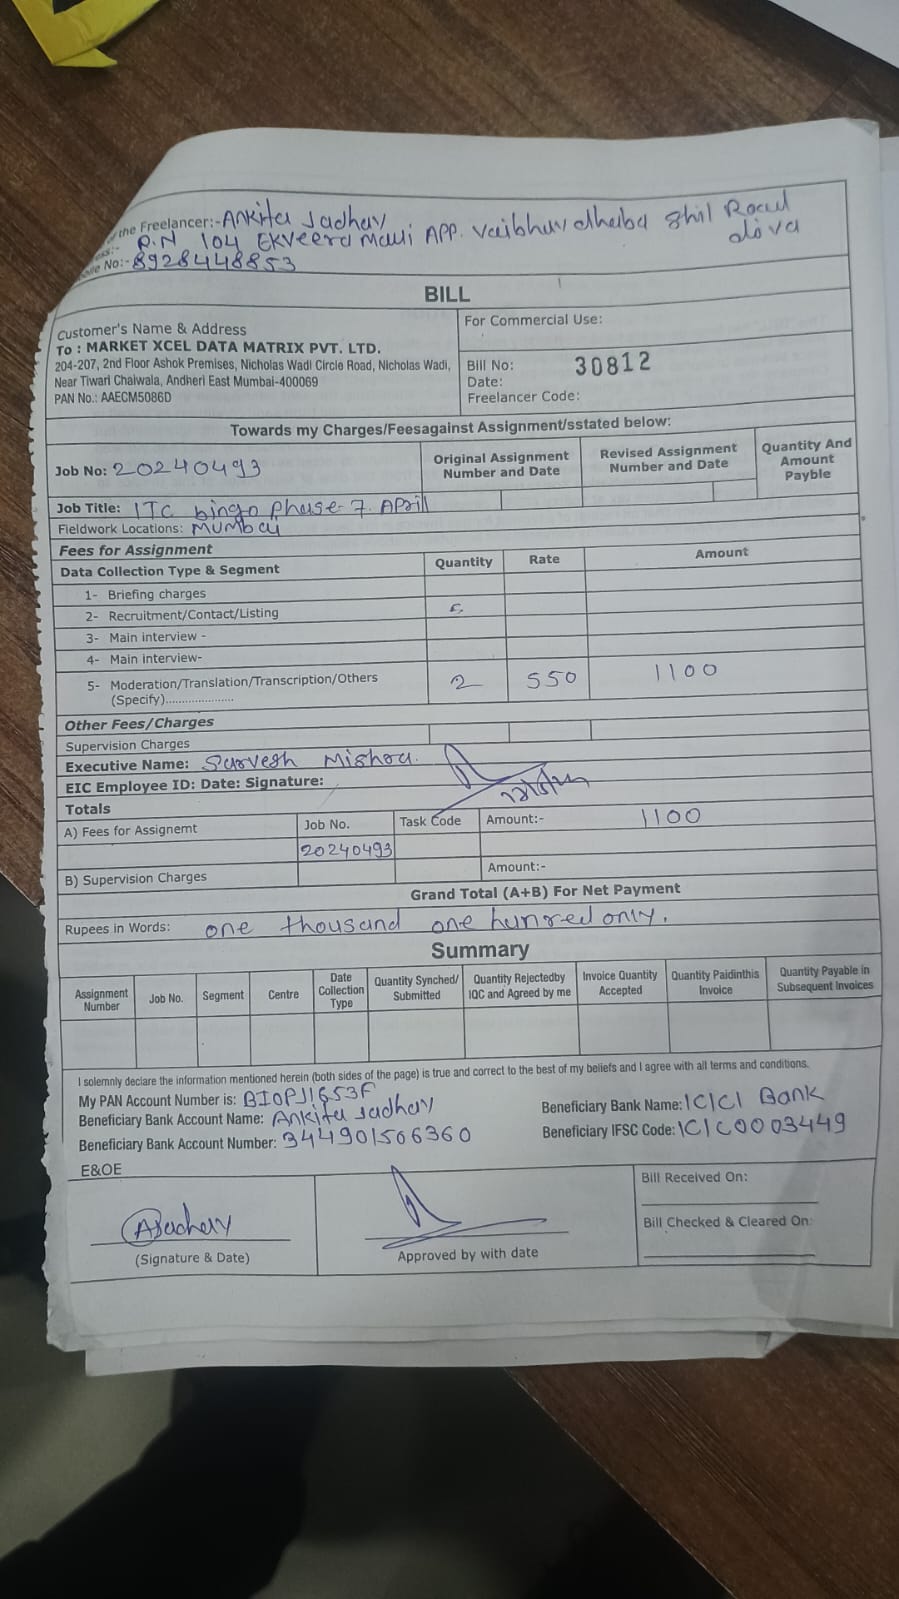 the Freelancer:- Ankita Jadhav
R.N 104 Ekveera Mauli APP. Vaibhav dhaba Shil Road
diva
No:- 8928448853
BILL
Customer's Name & Address
To : MARKET XCEL DATA MATRIX PVT. LTD.
204-207, 2nd Floor Ashok Premises, Nicholas Wadi Circle Road, Nicholas Wadi,
Near Tiwari Chaiwala, Andheri East Mumbai-400069
PAN No.: AAECM5086D
For Commercial Use:
Bill No: 30812
Date:
Freelancer Code:
Towards my Charges/Feesagainst Assignment/sstated below:
Job No: 20240493
Original Assignment Number and Date
Revised Assignment Number and Date
Quantity And Amount Payble
Job Title: ITC bingo phase 7 April
Fieldwork Locations: Mumbai
Fees for Assignment
Data Collection Type & Segment Quantity Rate Amount
1- Briefing charges
2- Recruitment/Contact/Listing
3- Main interview -
4- Main interview-
5- Moderation/Translation/Transcription/Others 2 550 1100
(Specify).....................
Other Fees/Charges
Supervision Charges
Executive Name: Sarvesh Mishra.
EIC Employee ID: Date: Signature:
Totals
A) Fees for Assignemt Job No. Task Code Amount:- 1100
20240493
B) Supervision Charges Amount:-
Grand Total (A+B) For Net Payment
Rupees in Words: one thousand one hunred only.
Summary
Assignment Number
Job No.
Segment
Centre
Date Collection Type
Quantity Synched/ Submitted
Quantity Rejectedby IQC and Agreed by me
Invoice Quantity Accepted
Quantity Paidinthis Invoice
Quantity Payable in Subsequent Invoices
I solemnly declare the information mentioned herein (both sides of the page) is true and correct to the best of my beliefs and I agree with all terms and conditions.
My PAN Account Number is: BIOPJ1653F
Beneficiary Bank Account Name: Ankita Jadhav
Beneficiary Bank Account Number: 344901506360
Beneficiary Bank Name: ICICI Bank
Beneficiary IFSC Code: ICIC0003449
E&OE
AJadhav
(Signature & Date)
Approved by with date
Bill Received On:
Bill Checked & Cleared On: